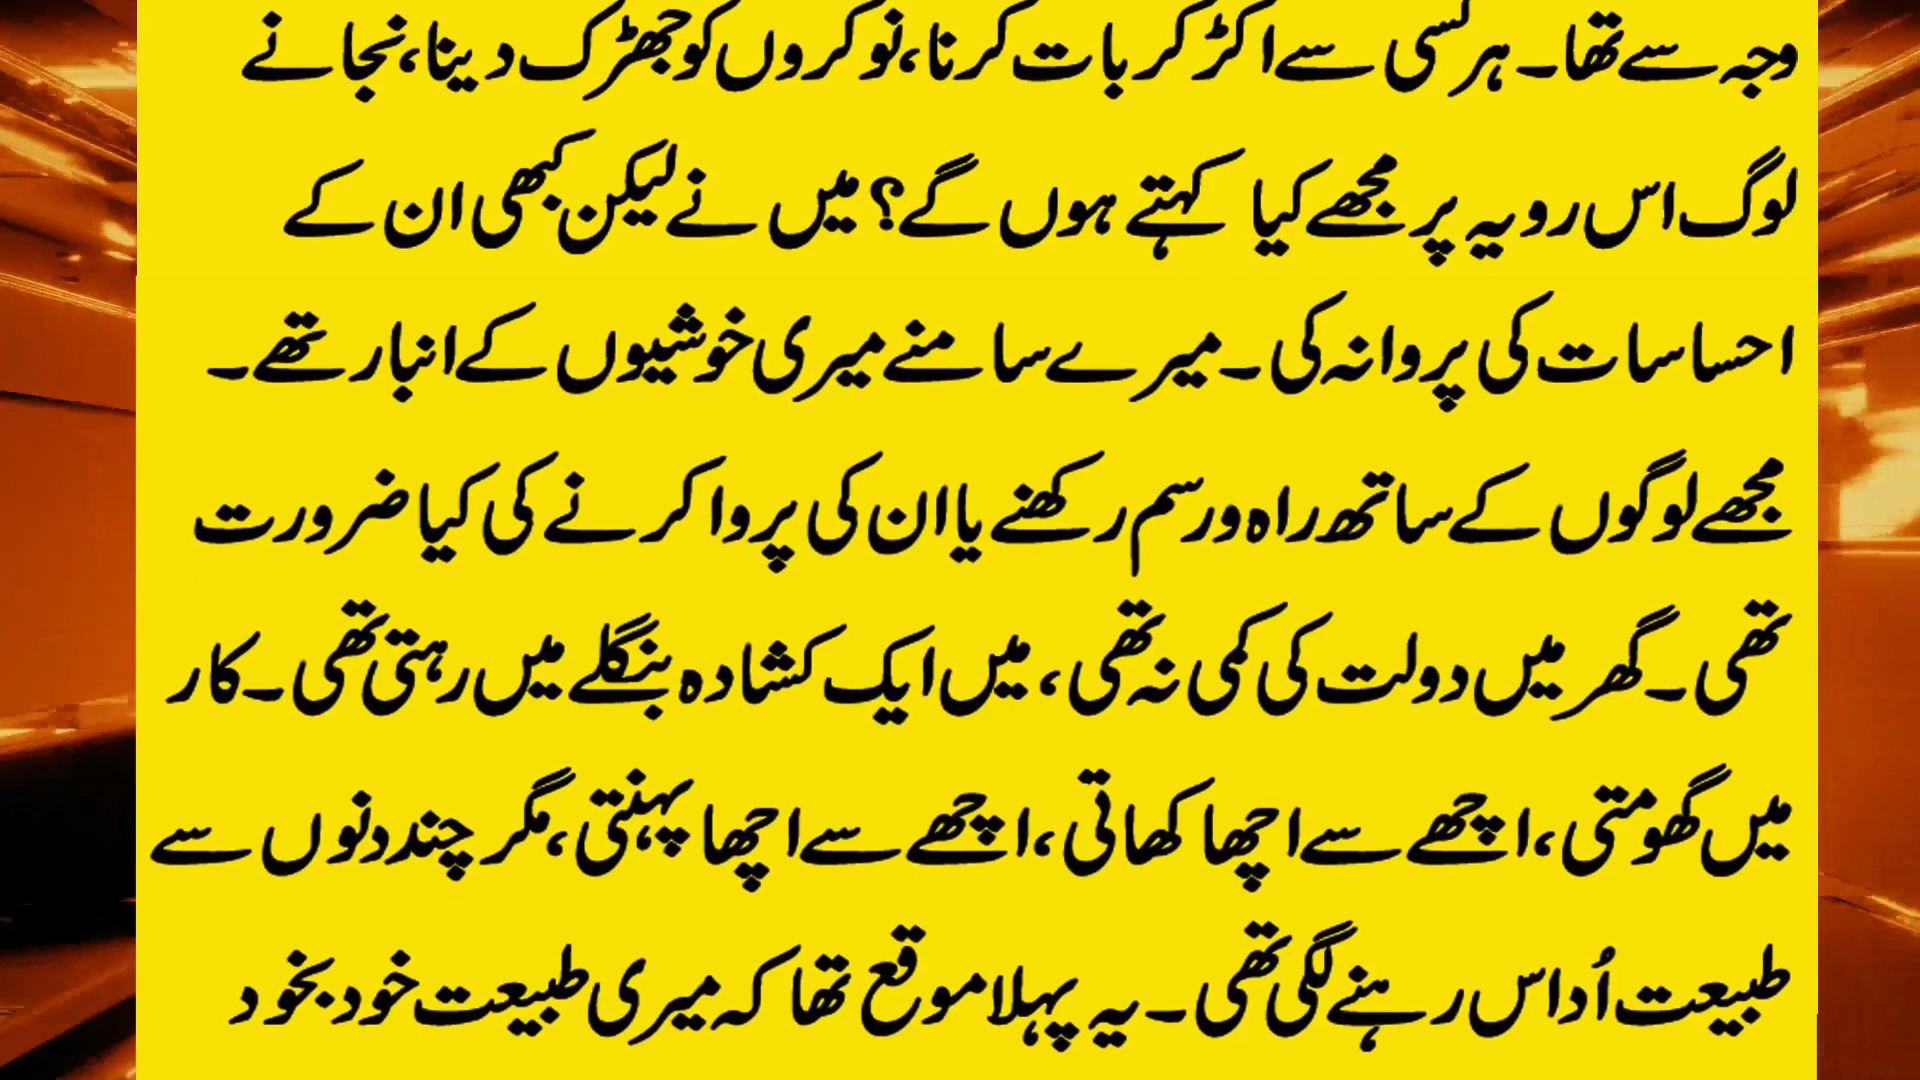 وجہ سے تھا۔ ہر کسی سے اکڑ کر بات کرنا، نوکروں کو جھڑک دینا، نجانے
لوگ اس رویہ پر مجھے کیا کہتے ہوں گے؟ میں نے لیکن کبھی ان کے
احساسات کی پروا نہ کی۔ میرے سامنے میری خوشیوں کے انبار تھے۔
مجھے لوگوں کے ساتھ راہ و رسم رکھنے یا ان کی پروا کرنے کی کیا ضرورت
تھی۔ گھر میں دولت کی کمی نہ تھی، میں ایک کشادہ بنگلے میں رہتی تھی۔ کار
میں گھومتی، اچھے سے اچھا کھاتی، اچھے سے اچھا پہنتی، مگر چند دنوں سے
طبیعت اُداس رہنے لگی تھی۔ یہ پہلا موقع تھا کہ میری طبیعت خود بخود